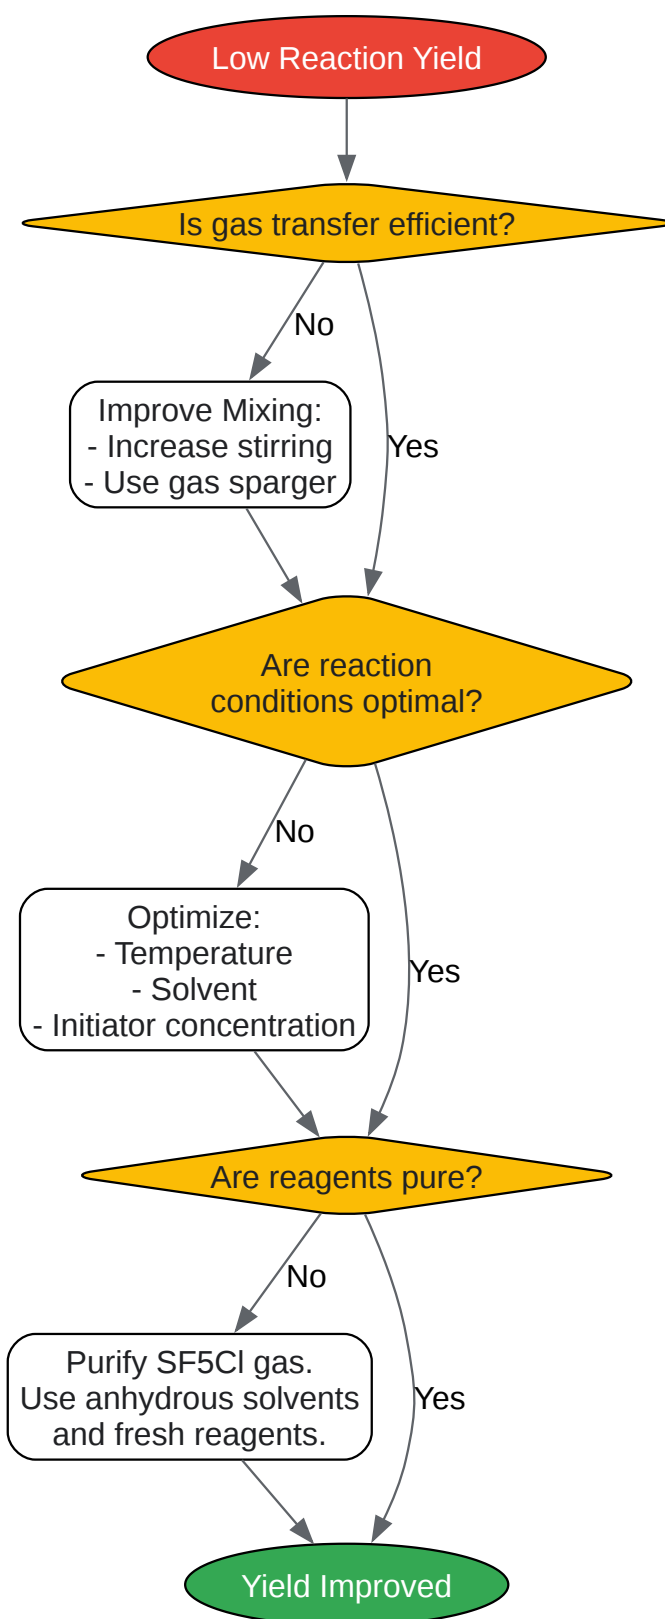 Low Reaction Yield
Is gas transfer efficient?
No
Improve Mixing:
- Increase stirring
- Use gas sparger
Yes
Are reaction
conditions optimal?
No
Optimize:
- Temperature
- Solvent
- Initiator concentration
Yes
Are reagents pure?
No
Purify SF5Cl gas.
Use anhydrous solvents
and fresh reagents.
Yes
Yield Improved